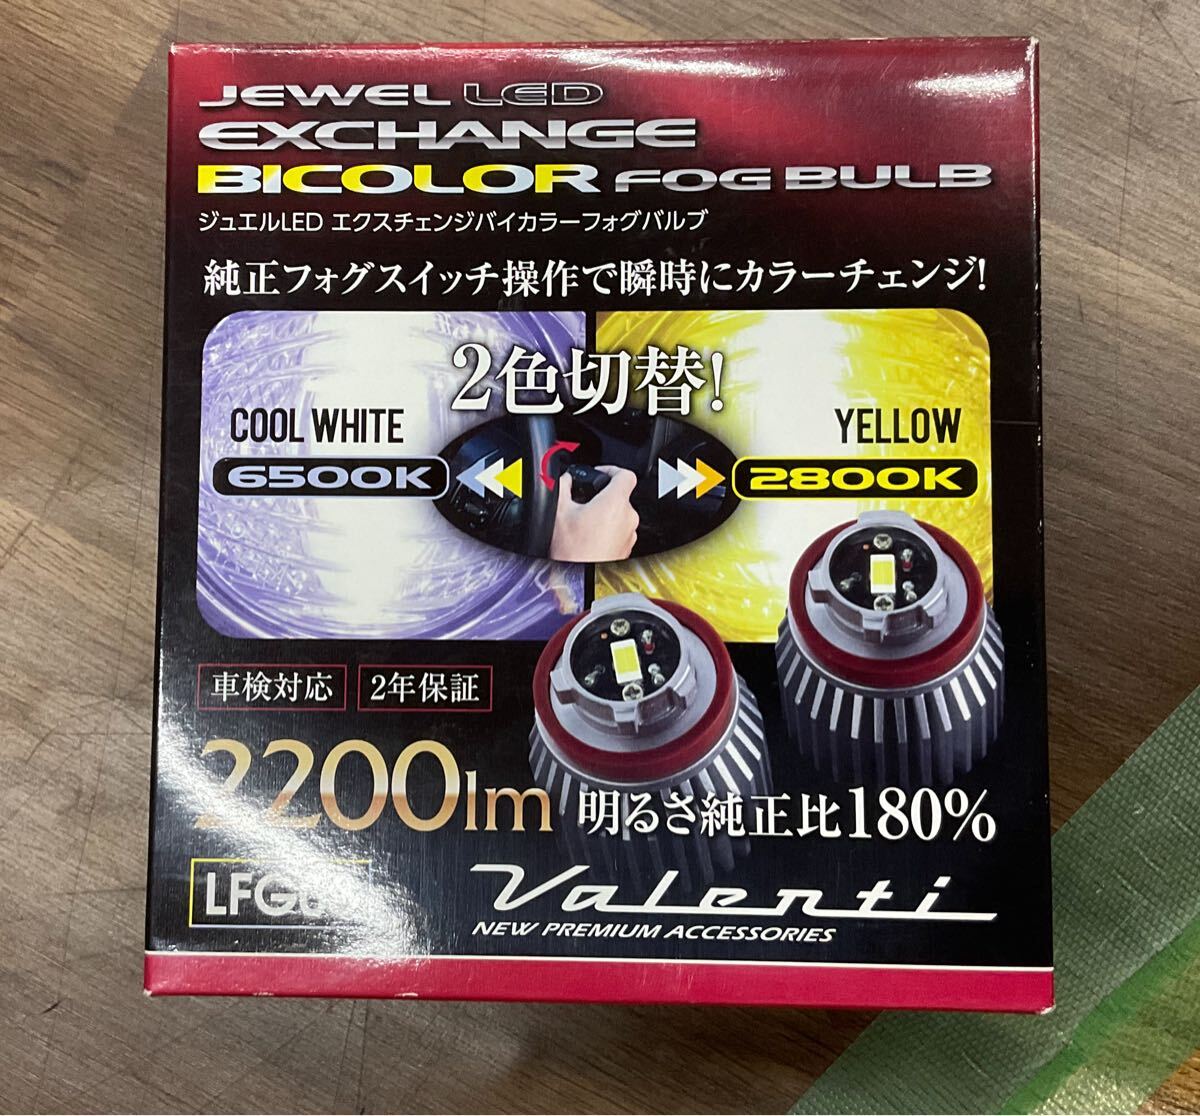 JEWEL LED
EXCHANGE
BICOLOR FOG BULB
ジュエルLED エクスチェンジバイカラーフォグバルブ
純正フォグスイッチ操作で瞬時にカラーチェンジ!
2色切替!
COOL WHITE
6500K
YELLOW
2800K
車検対応
2年保証
2200lm
明るさ純正比180%
Valenti
NEW PREMIUM ACCESSORIES